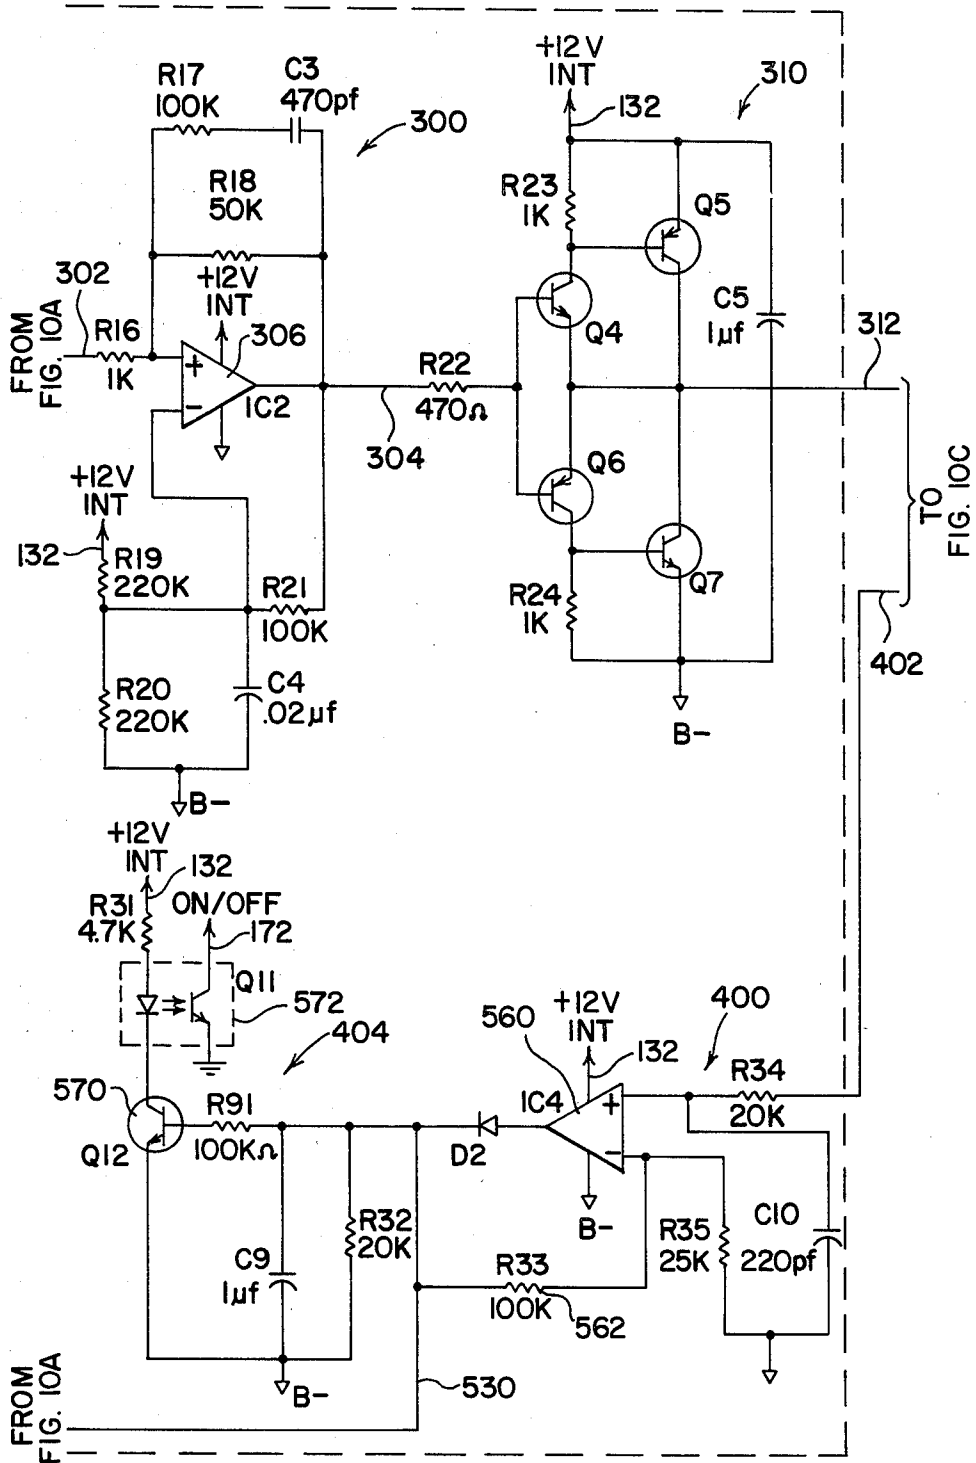 +12V
INT
132
310
R17
100K
C3
470pf
300
R18
50K
R23
1K
Q5
302
+12V
INT
FROM
FIG. 10A
R16
1K
+
-
306
IC2
Q4
C5
1µf
312
R22
470Ω
304
Q6
TO
FIG. 10C
+12V
INT
132
R19
220K
R21
100K
R24
1K
Q7
402
R20
220K
C4
.02µf
B-
B-
+12V
INT
132
R31
4.7K
ON/OFF
172
Q11
572
404
560
+12V
INT
132
400
570
Q12
R91
100KΩ
D2
IC4
+
-
R34
20K
B-
C9
1µf
R32
20K
R33
100K
562
R35
25K
C10
220pf
B-
530
FROM
FIG. 10A